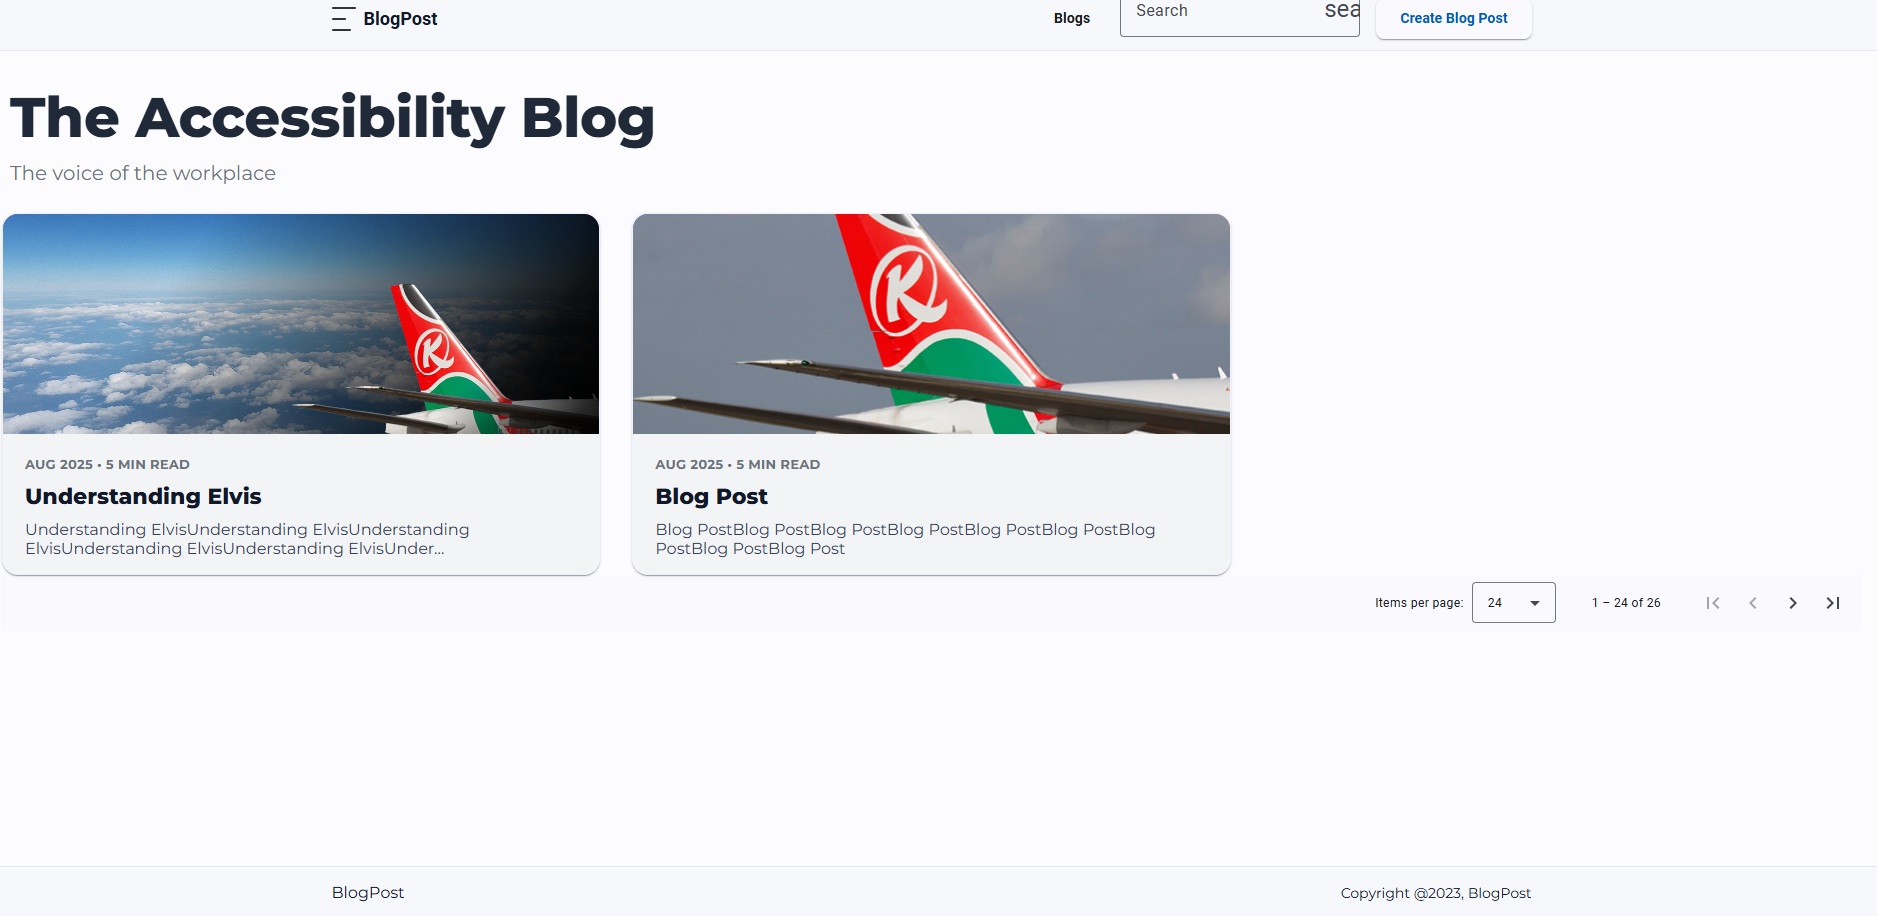 BlogPost
Blogs
Search
sea
Create Blog Post
The Accessibility Blog
The voice of the workplace
K
K
AUG 2025 • 5 MIN READ
Understanding Elvis
Understanding ElvisUnderstanding ElvisUnderstanding
ElvisUnderstanding ElvisUnderstanding ElvisUnder...
AUG 2025 • 5 MIN READ
Blog Post
Blog PostBlog PostBlog PostBlog PostBlog PostBlog PostBlog
PostBlog PostBlog Post
Items per page:
24
1 – 24 of 26
BlogPost
Copyright @2023, BlogPost